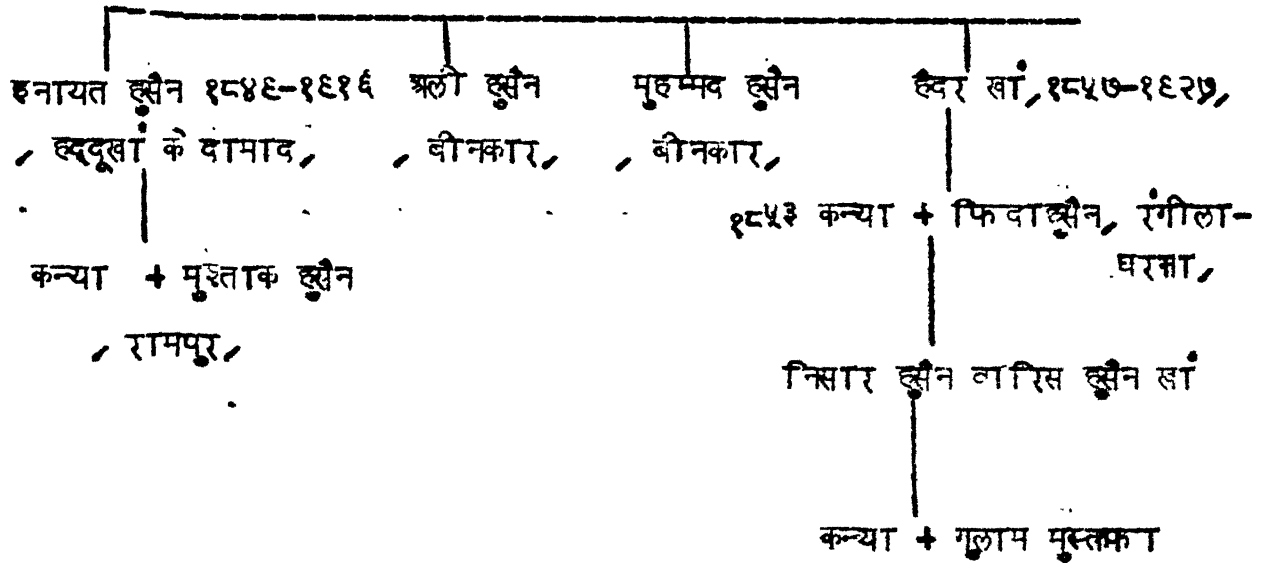 इनायत हुसैन १८४९-१९१६ अली हुसैन मुहम्मद हुसैन हैदर खां,१८५७-१९२७,
, हद्दूखां के दामाद, , बीनकार, , बीनकार,
१८५३ कन्या + फिदाहुसैन, रंगीला-
घराना,
कन्या + मुश्ताक हुसैन
, रामपुर,
निसार हुसैन वारिस हुसैन खां
कन्या + गुलाम मुस्तफा